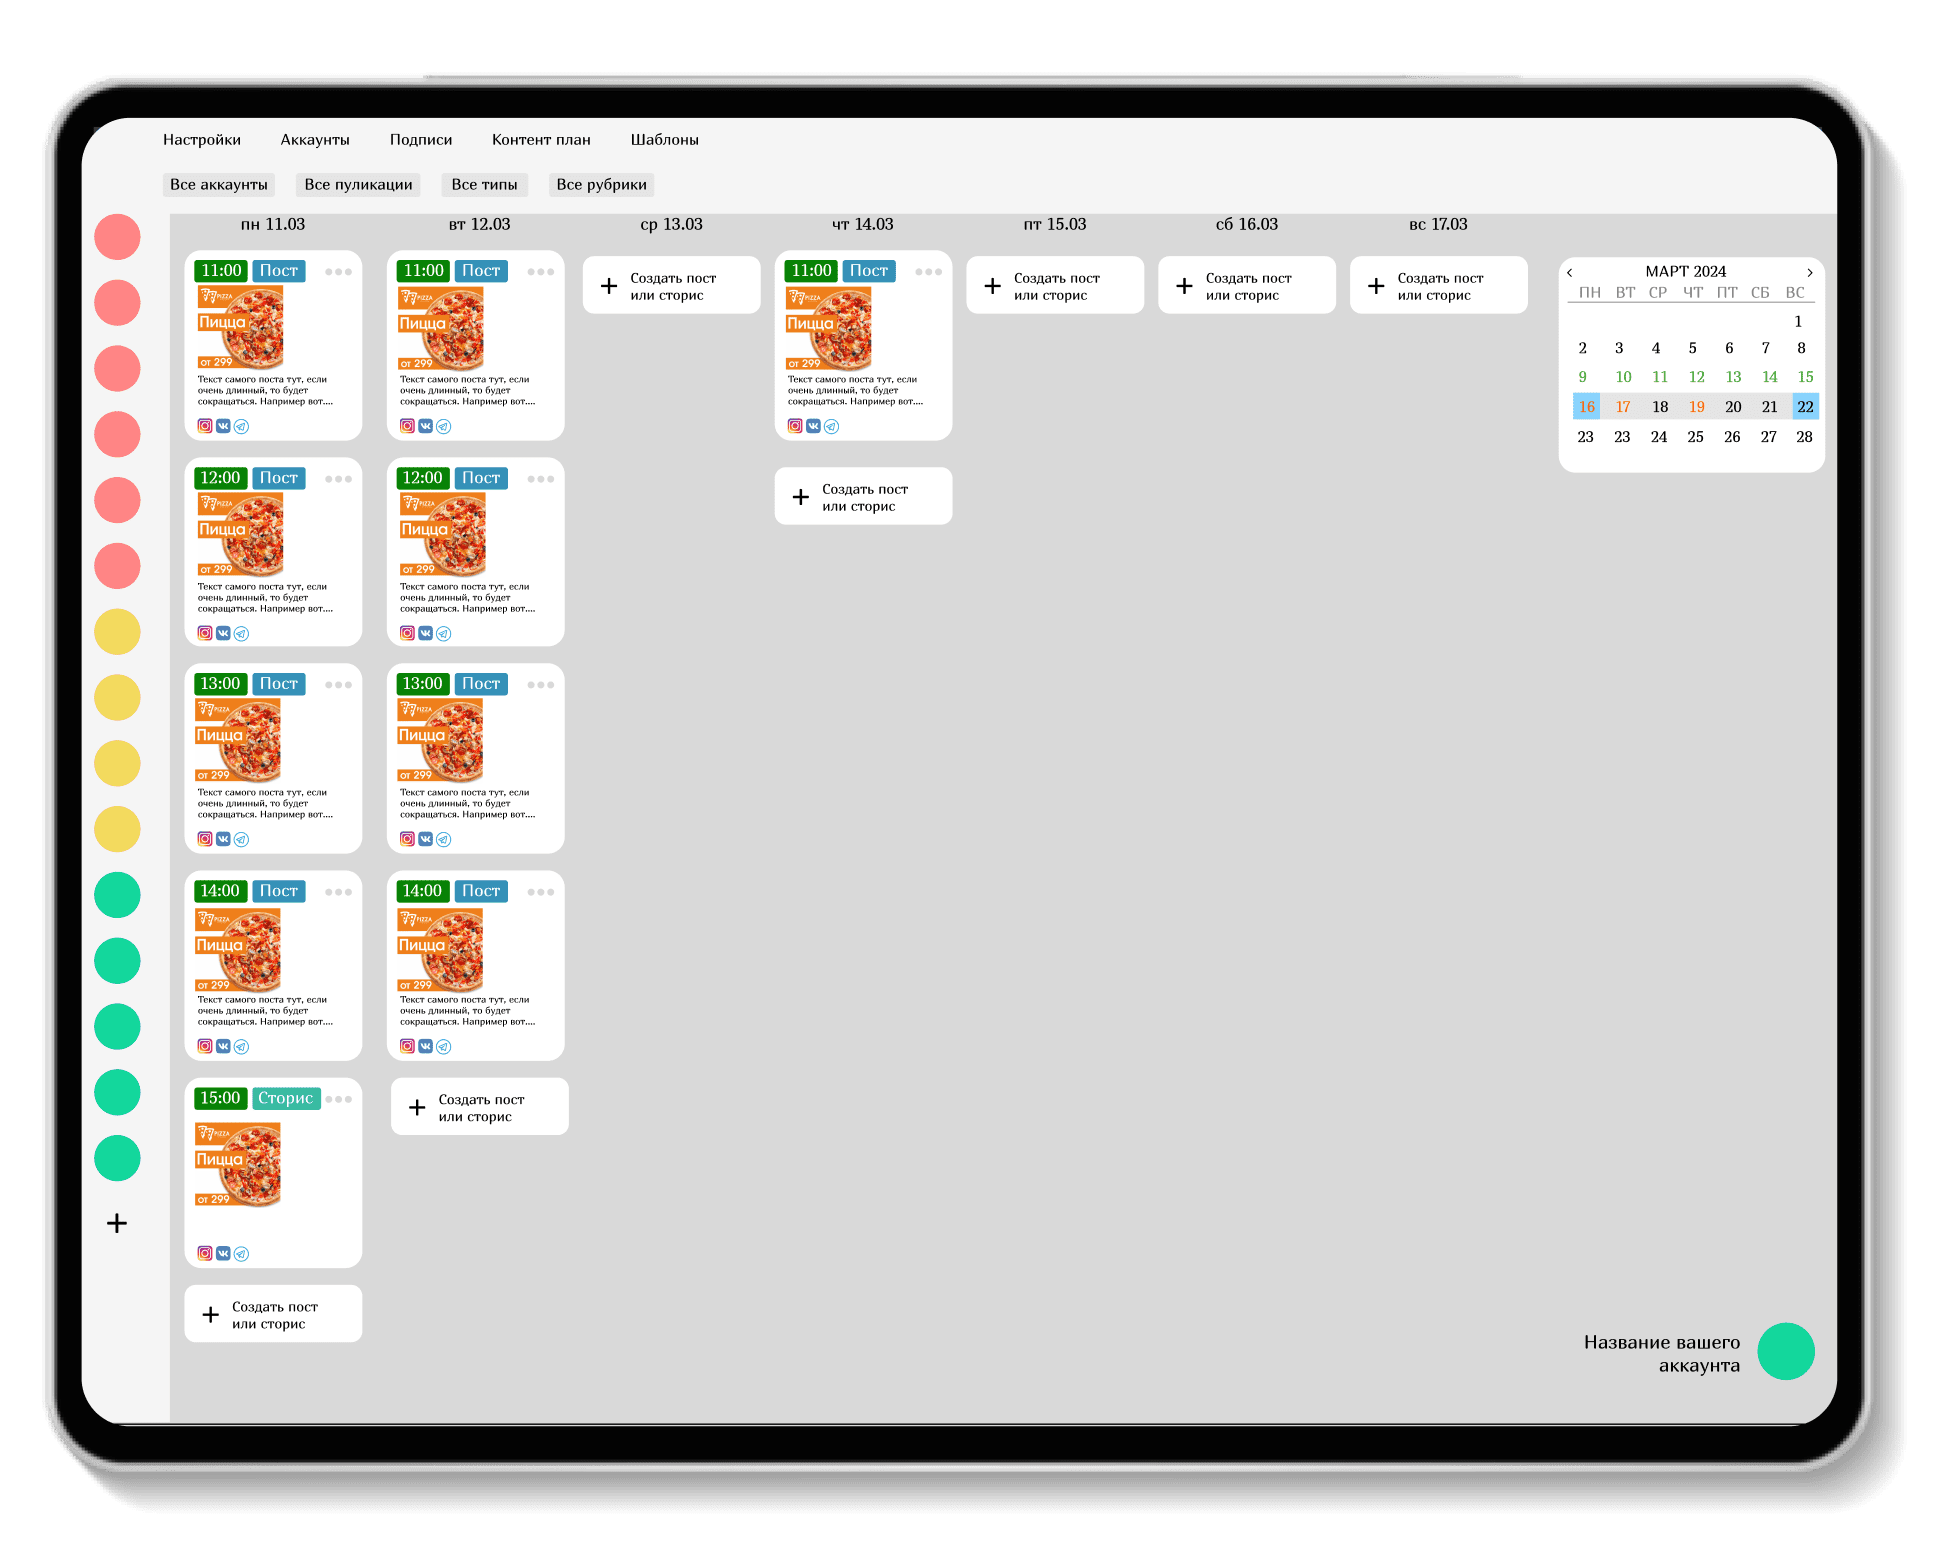 Настройки Аккаунты Подписи Контент план Шаблоны
Все аккаунты Все пуликации Все типы Все рубрики
пн 11.03 вт 12.03 ср 13.03 чт 14.03 пт 15.03 сб 16.03 вс 17.03
11:00 Пост
PIZZA
Пицца
от 299
Текст самого поста тут, если
очень длинный, то будет
сокращаться. Например вот....
12:00 Пост
PIZZA
Пицца
от 299
Текст самого поста тут, если
очень длинный, то будет
сокращаться. Например вот....
13:00 Пост
PIZZA
Пицца
от 299
Текст самого поста тут, если
очень длинный, то будет
сокращаться. Например вот....
14:00 Пост
PIZZA
Пицца
от 299
Текст самого поста тут, если
очень длинный, то будет
сокращаться. Например вот....
15:00 Сторис
PIZZA
Пицца
от 299
Создать пост
или сторис
11:00 Пост
PIZZA
Пицца
от 299
Текст самого поста тут, если
очень длинный, то будет
сокращаться. Например вот....
12:00 Пост
PIZZA
Пицца
от 299
Текст самого поста тут, если
очень длинный, то будет
сокращаться. Например вот....
13:00 Пост
PIZZA
Пицца
от 299
Текст самого поста тут, если
очень длинный, то будет
сокращаться. Например вот....
14:00 Пост
PIZZA
Пицца
от 299
Текст самого поста тут, если
очень длинный, то будет
сокращаться. Например вот....
Создать пост
или сторис
Создать пост
или сторис
11:00 Пост
PIZZA
Пицца
от 299
Текст самого поста тут, если
очень длинный, то будет
сокращаться. Например вот....
Создать пост
или сторис
Создать пост
или сторис
Создать пост
или сторис
Создать пост
или сторис
МАРТ 2024
ПН ВТ СР ЧТ ПТ СБ ВС
1
2 3 4 5 6 7 8
9 10 11 12 13 14 15
16 17 18 19 20 21 22
23 23 24 25 26 27 28
Название вашего
аккаунта